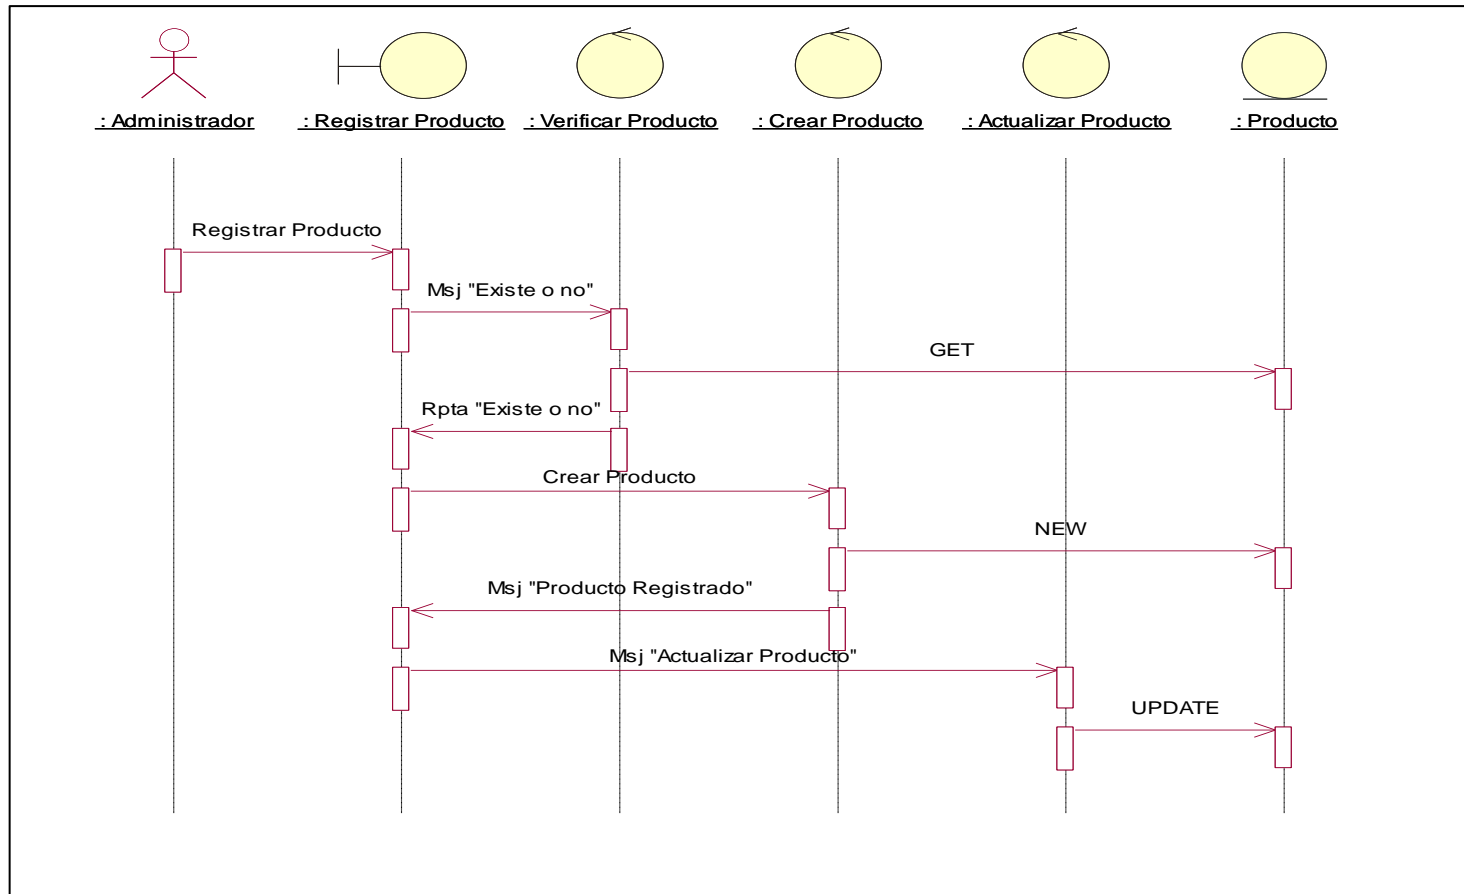 : Administrador
: Registrar Producto
: Verificar Producto
: Crear Producto
: Actualizar Producto
: Producto
Registrar Producto
Msj "Existe o no"
GET
Rpta "Existe o no"
Crear Producto
NEW
Msj "Producto Registrado"
Msj "Actualizar Producto"
UPDATE